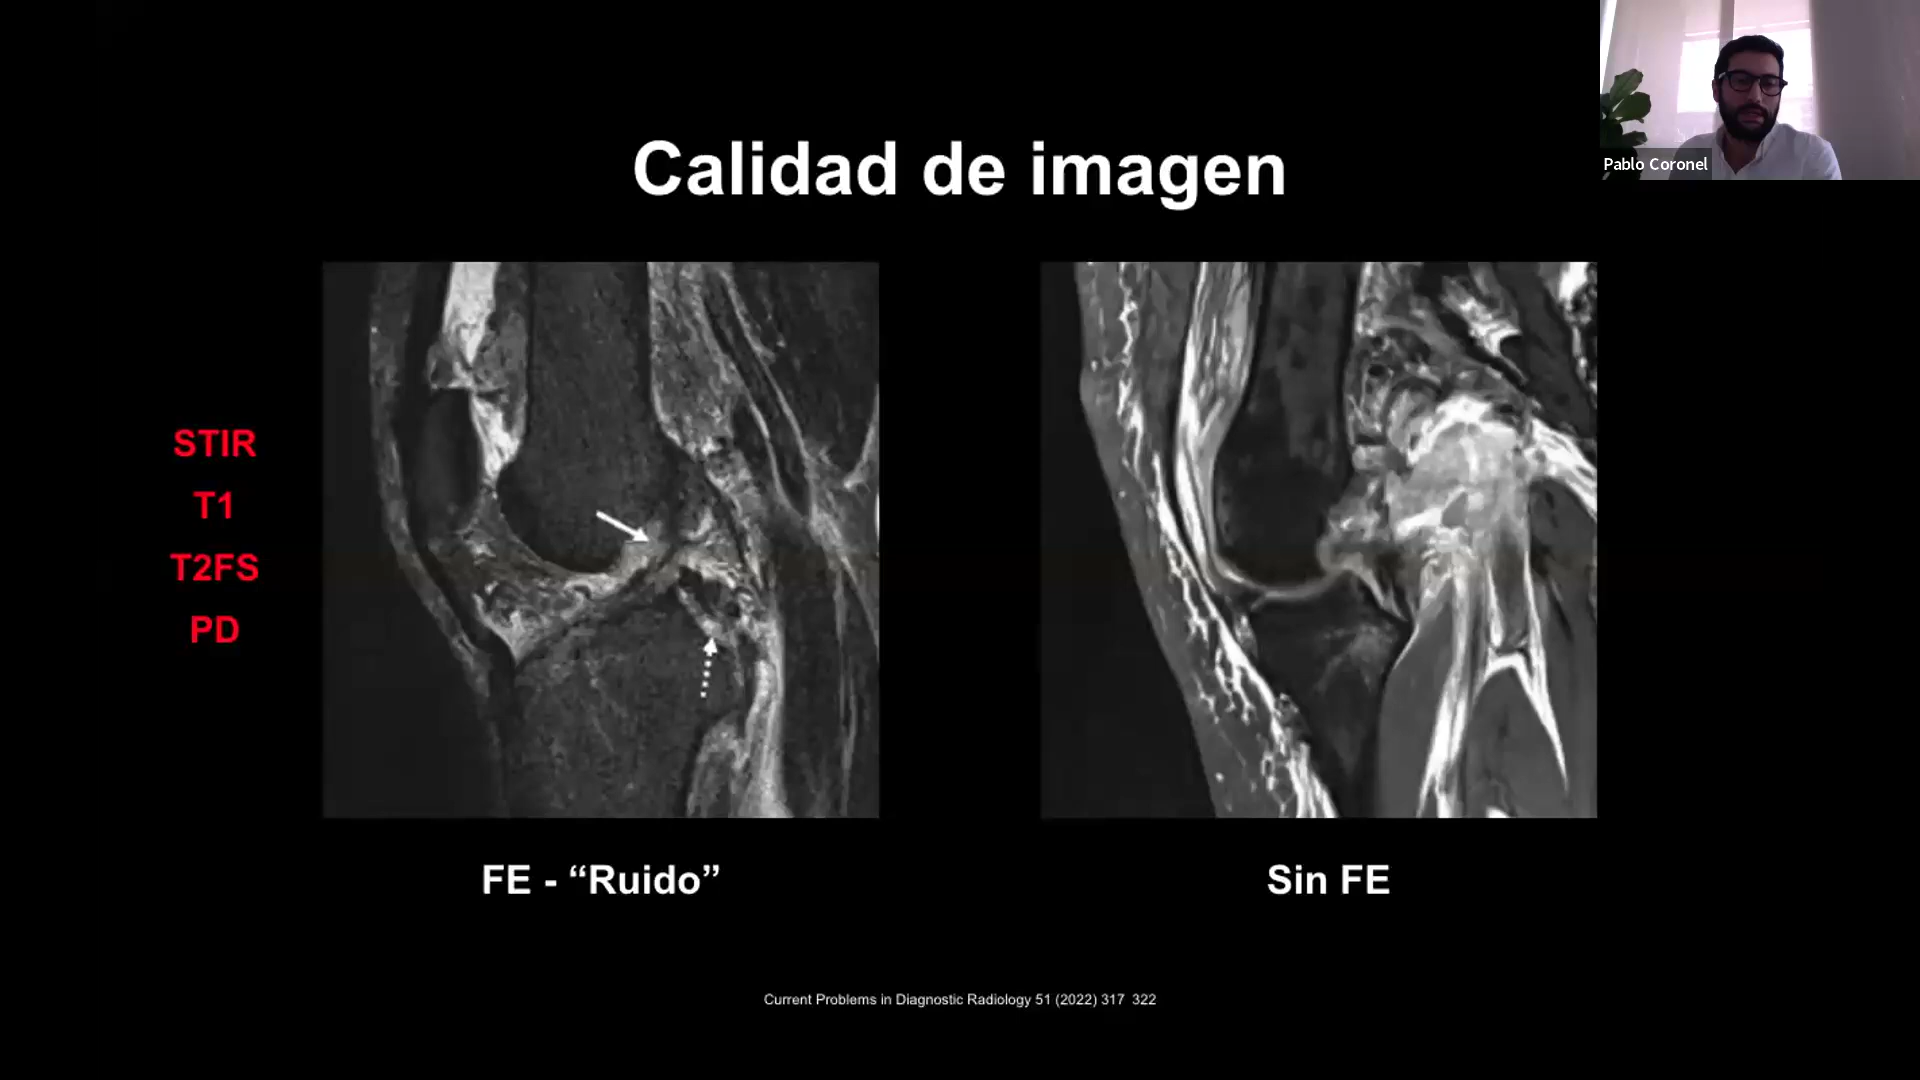 Calidad de imagen
Pablo Coronel
STIR
T1
T2FS
PD
FE - “Ruido”
Sin FE
Current Problems in Diagnostic Radiology 51 (2022) 317 322